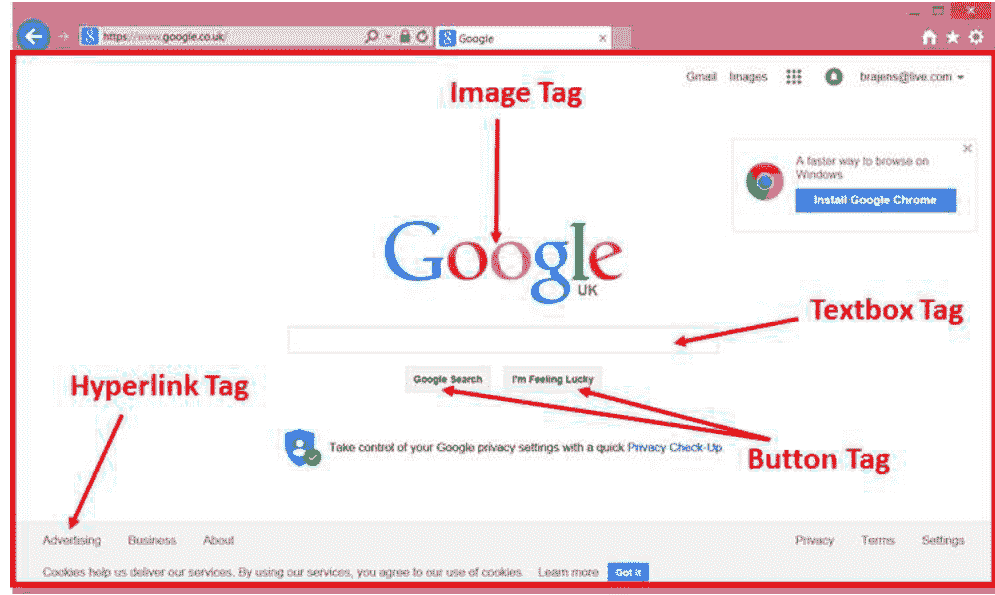 https://www.google.co.uk/
Google
Gmail Images brajens@live.com
Image Tag
A faster way to browse on
Windows
Install Google Chrome
Google
UK
Textbox Tag
Google Search I'm Feeling Lucky
Hyperlink Tag
Take control of your Google privacy settings with a quick Privacy Check-Up
Button Tag
Advertising Business About Privacy Terms Settings
Cookies help us deliver our services. By using our services, you agree to our use of cookies. Learn more Got it